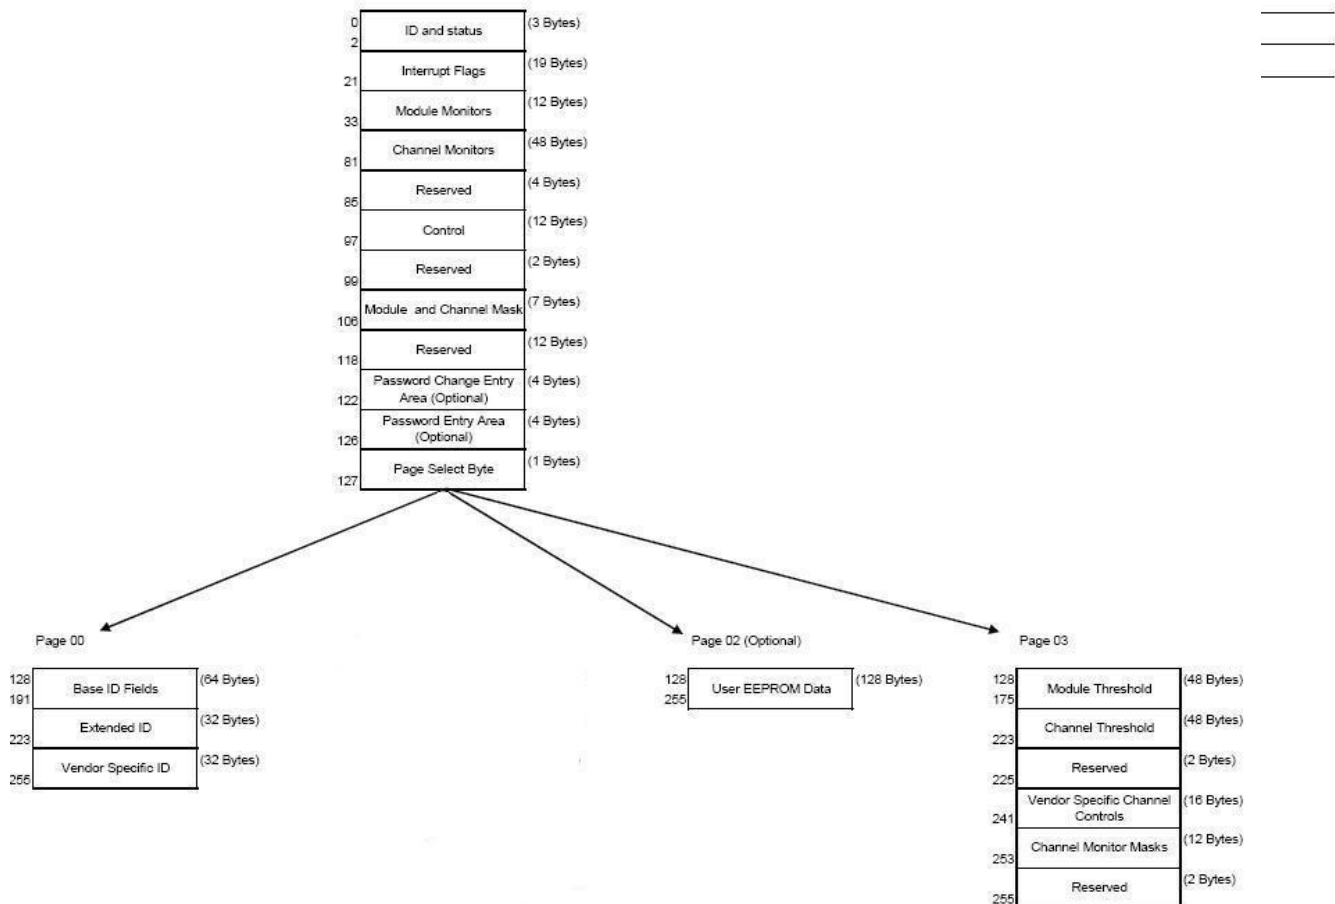 0
ID and status
(3 Bytes)
2
Interrupt Flags
(19 Bytes)
21
Module Monitors
(12 Bytes)
33
Channel Monitors
(48 Bytes)
81
Reserved
(4 Bytes)
85
Control
(12 Bytes)
97
Reserved
(2 Bytes)
99
Module and Channel Mask
(7 Bytes)
106
Reserved
(12 Bytes)
118
Password Change Entry
Area (Optional)
(4 Bytes)
122
Password Entry Area
(Optional)
(4 Bytes)
126
Page Select Byte
(1 Bytes)
127
Page 00
128
Base ID Fields
(64 Bytes)
191
Extended ID
(32 Bytes)
223
Vendor Specific ID
(32 Bytes)
255
Page 02 (Optional)
128
User EEPROM Data
(128 Bytes)
255
Page 03
128
Module Threshold
(48 Bytes)
175
Channel Threshold
(48 Bytes)
223
Reserved
(2 Bytes)
225
Vendor Specific Channel
Controls
(16 Bytes)
241
Channel Monitor Masks
(12 Bytes)
253
Reserved
(2 Bytes)
255